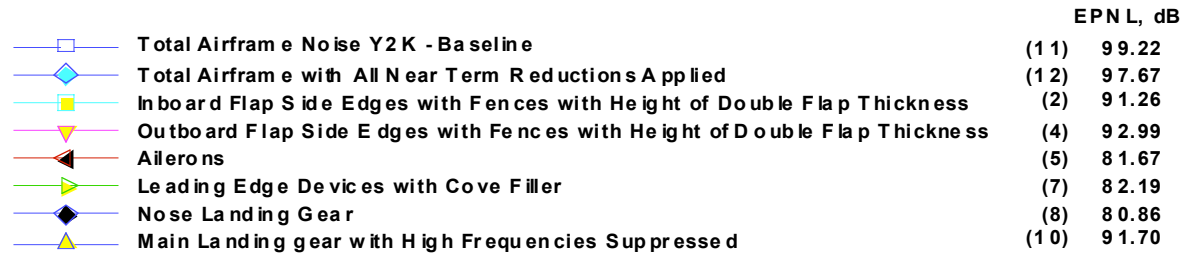 EPNL, dB
Total Airframe Noise Y2K - Baseline (11) 99.22
Total Airframe with All Near Term Reductions Applied (12) 97.67
Inboard Flap Side Edges with Fences with Height of Double Flap Thickness (2) 91.26
Outboard Flap Side Edges with Fences with Height of Double Flap Thickness (4) 92.99
Ailerons (5) 81.67
Leading Edge Devices with Cove Filler (7) 82.19
Nose Landing Gear (8) 80.86
Main Landing gear with High Frequencies Suppressed (10) 91.70